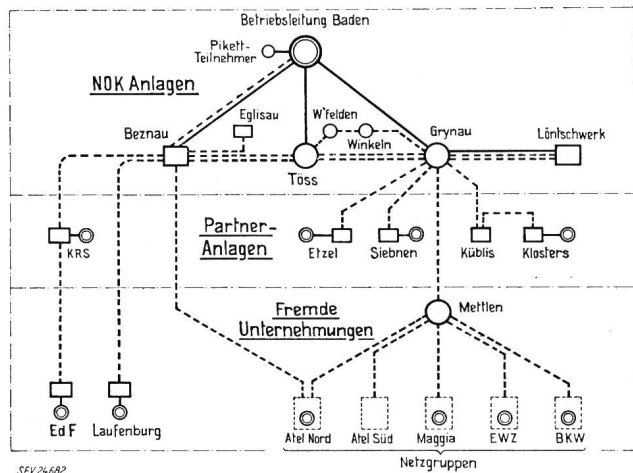 Betriebsleitung Baden
Pikett-
Teilnehmer
NOK Anlagen
Eglisau
W'felden
Beznau
Grynau
Löntschwerk
Winkeln
Töss
Partner-
Anlagen
KRS
Etzel
Siebnen
Küblis
Klosters
Fremde
Unternehmungen
Mettlen
Ed F
Laufenburg
Atel Nord
Atel Süd
Maggia
EWZ
BKW
Netzgruppen
SEV 24682